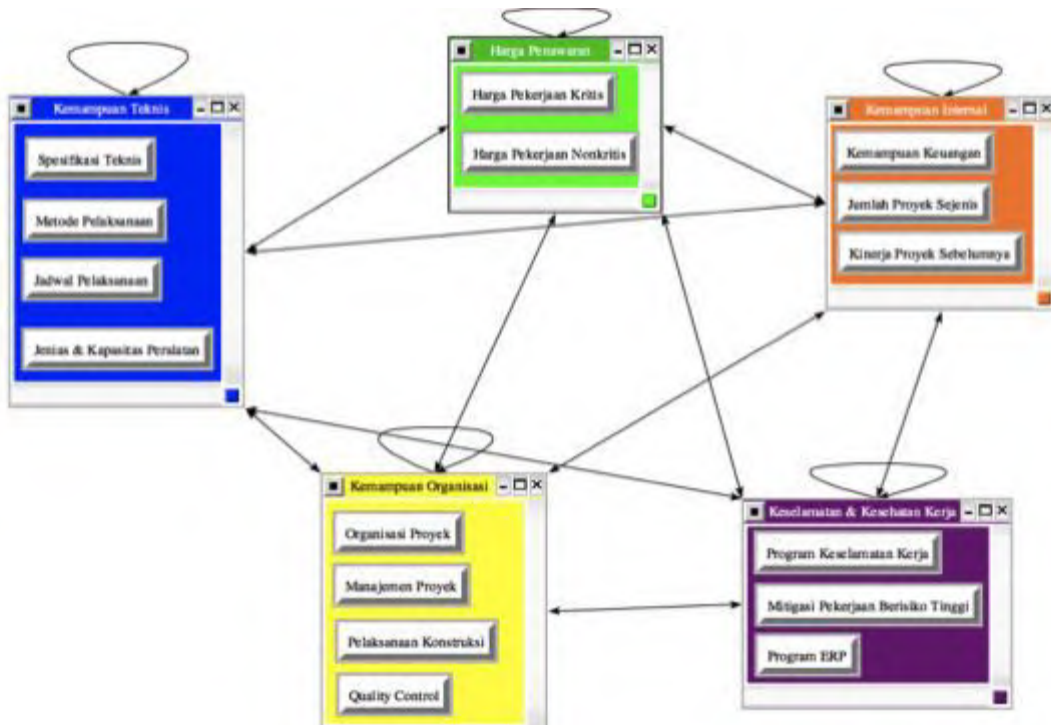 Harga Penawaran
Harga Pekerjaan Kritis
Harga Pekerjaan Nonkritis
Kemampuan Teknis
Spesifikasi Teknis
Metode Pelaksanaan
Jadwal Pelaksanaan
Jenias & Kapasitas Peralatan
Kemampuan Internal
Kemampuan Keuangan
Jumlah Proyek Sejenis
Kinerja Proyek Sebelumnya
Kemampuan Organisasi
Organisasi Proyek
Manajemen Proyek
Pelaksanaan Konstruksi
Quality Control
Keselamatan & Kesehatan Kerja
Program Keselamatan Kerja
Mitigasi Pekerjaan Berisiko Tinggi
Program ERP